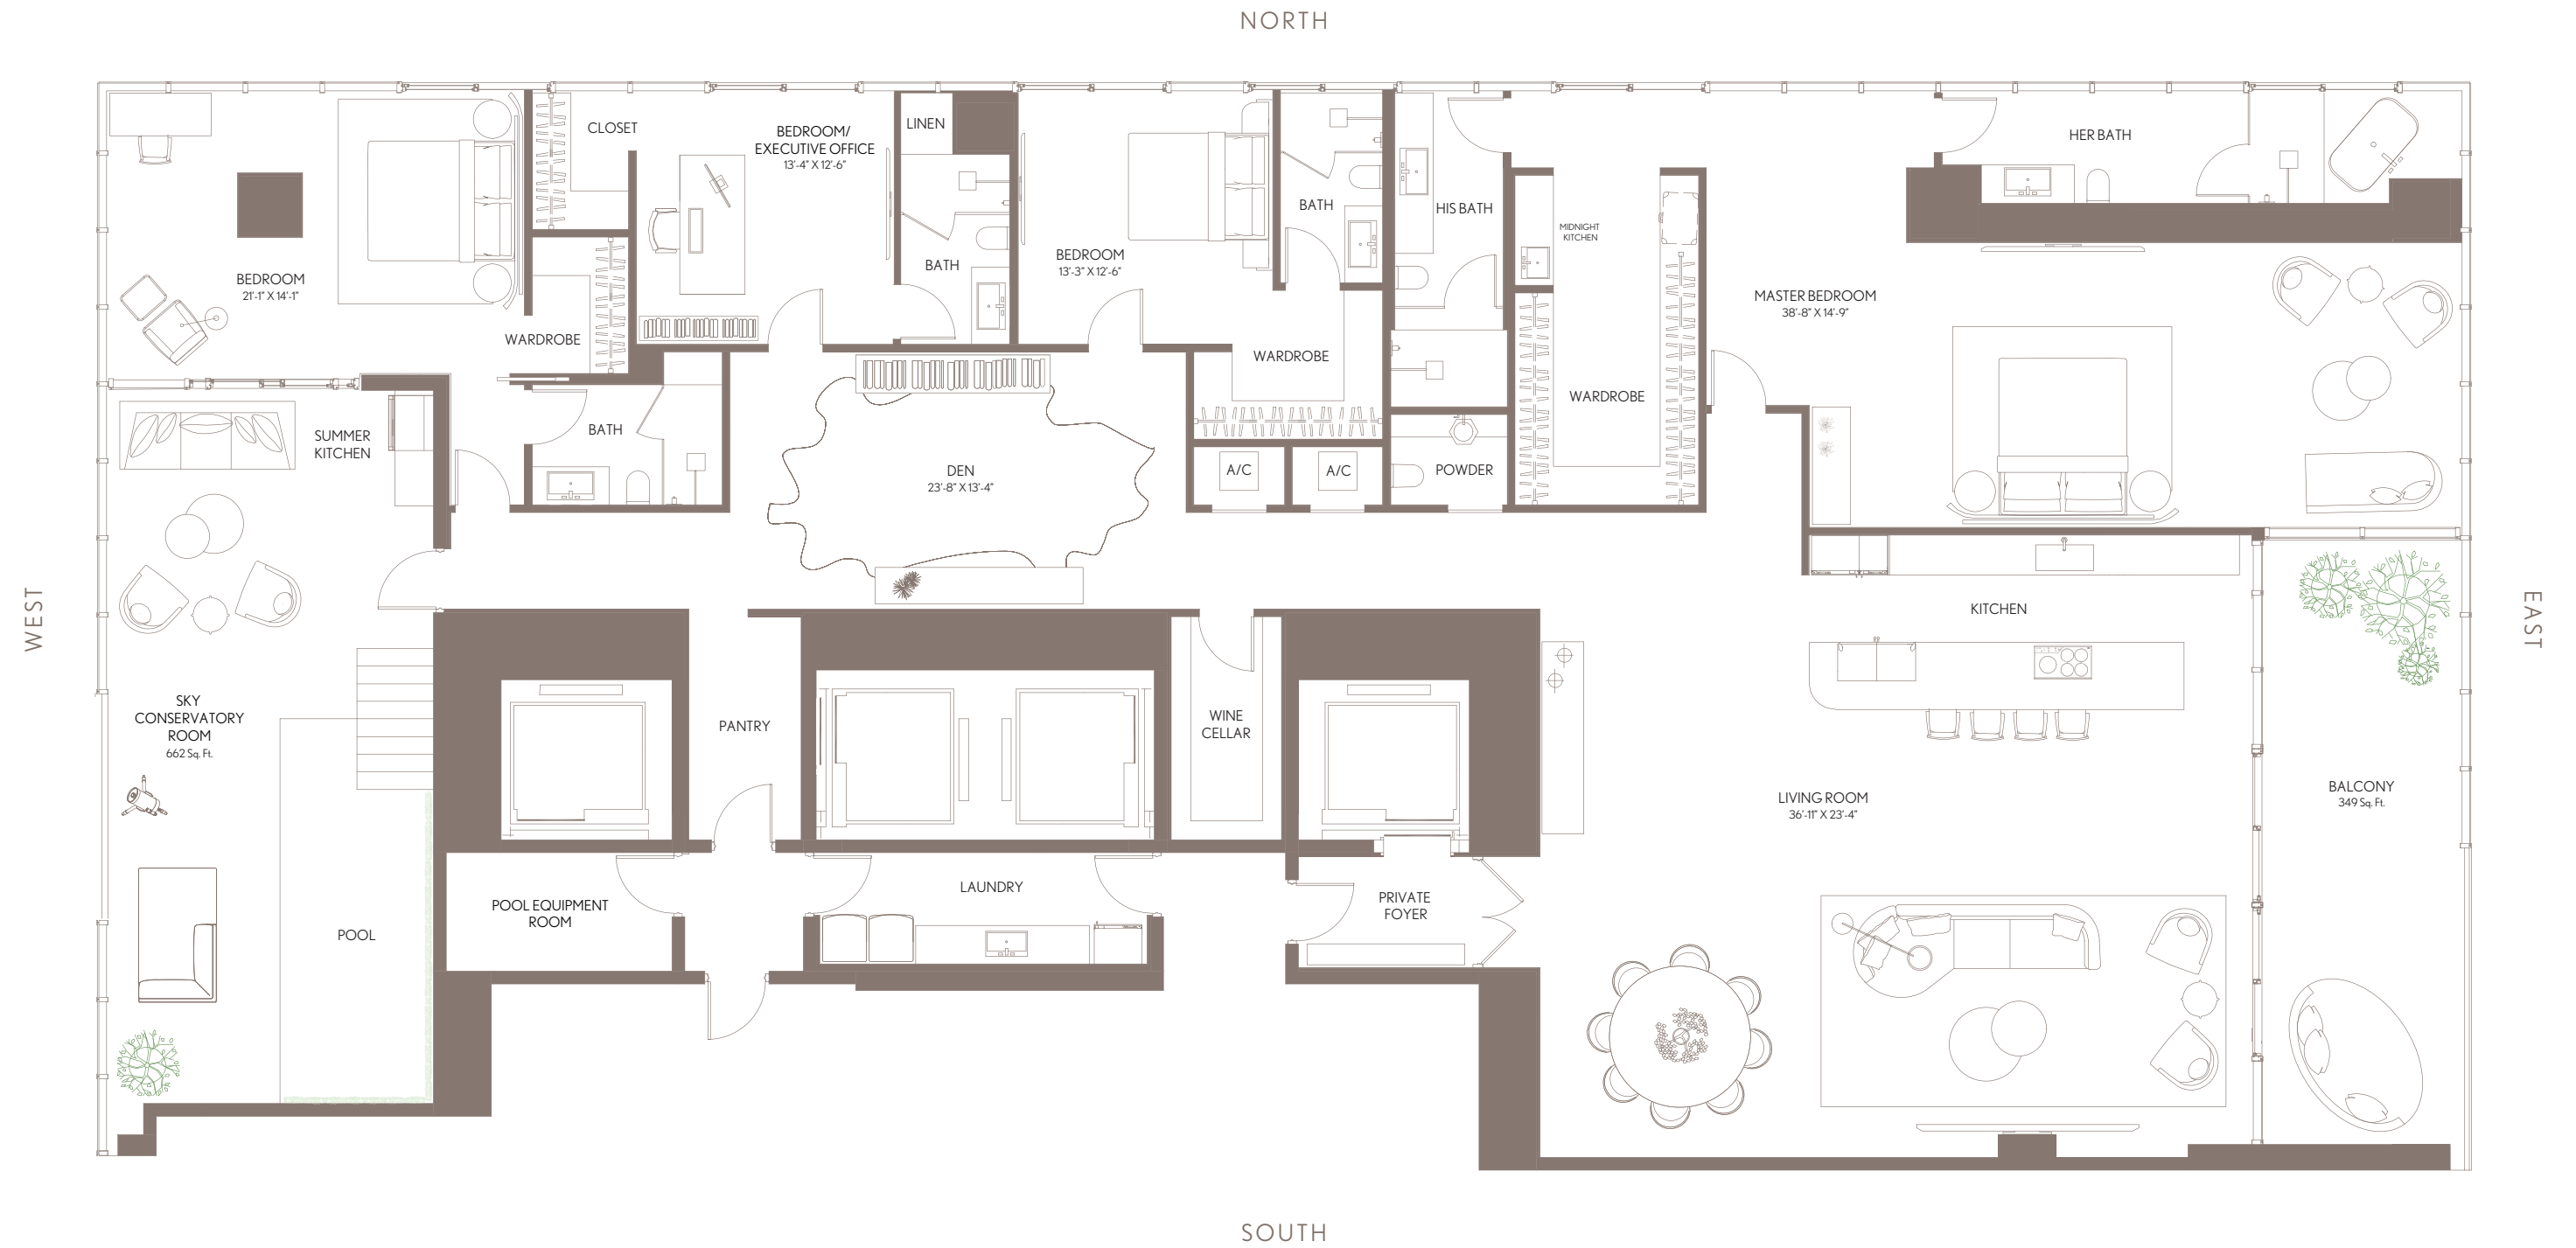 NORTH
CLOSET
BEDROOM/
EXECUTIVE OFFICE
13'-4" X 12'-6"
LINEN
HER BATH
BATH
HIS BATH
MIDNIGHT
KITCHEN
BEDROOM
21'-1" X 14'-1"
BATH
BEDROOM
13'-3" X 12'-6"
MASTER BEDROOM
38'-8" X 14'-9"
WARDROBE
WARDROBE
WARDROBE
SUMMER
KITCHEN
BATH
DEN
23'-8" X 13'-4"
A/C
A/C
POWDER
WEST
EAST
KITCHEN
SKY
CONSERVATORY
ROOM
662 Sq. Ft.
PANTRY
WINE
CELLAR
LIVING ROOM
36'-11" X 23'-4"
BALCONY
349 Sq. Ft.
POOL EQUIPMENT
ROOM
LAUNDRY
PRIVATE
FOYER
POOL
SOUTH